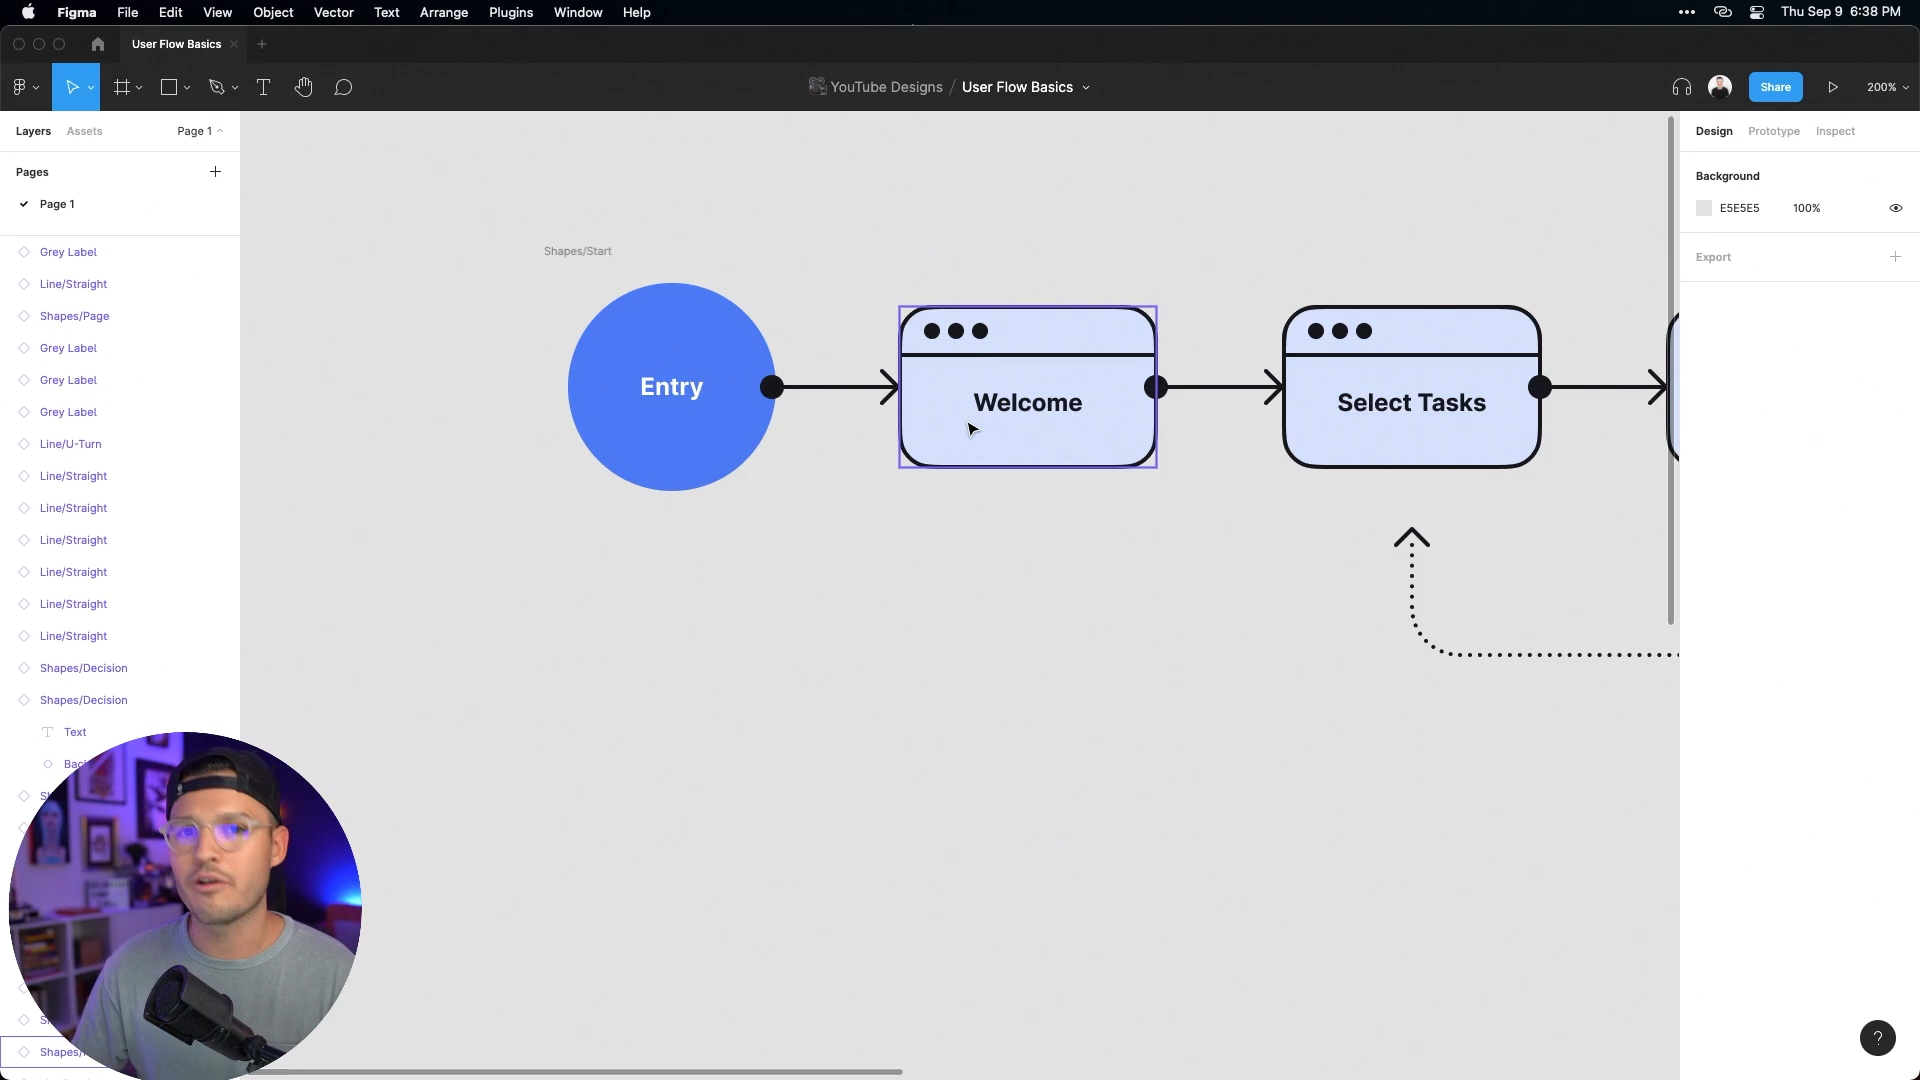 Figma File Edit View Object Vector Text Arrange Plugins Window Help
Thu Sep 9 6:38 PM
User Flow Basics
YouTube Designs / User Flow Basics
Share
200%
Layers Assets Page 1
Pages
Page 1
Grey Label
Line/Straight
Shapes/Page
Grey Label
Grey Label
Grey Label
Line/U-Turn
Line/Straight
Line/Straight
Line/Straight
Line/Straight
Line/Straight
Line/Straight
Shapes/Decision
Shapes/Decision
Text
Shapes/Start
Entry
Welcome
Select Tasks
Design Prototype Inspect
Background
E5E5E5 100%
Export
?